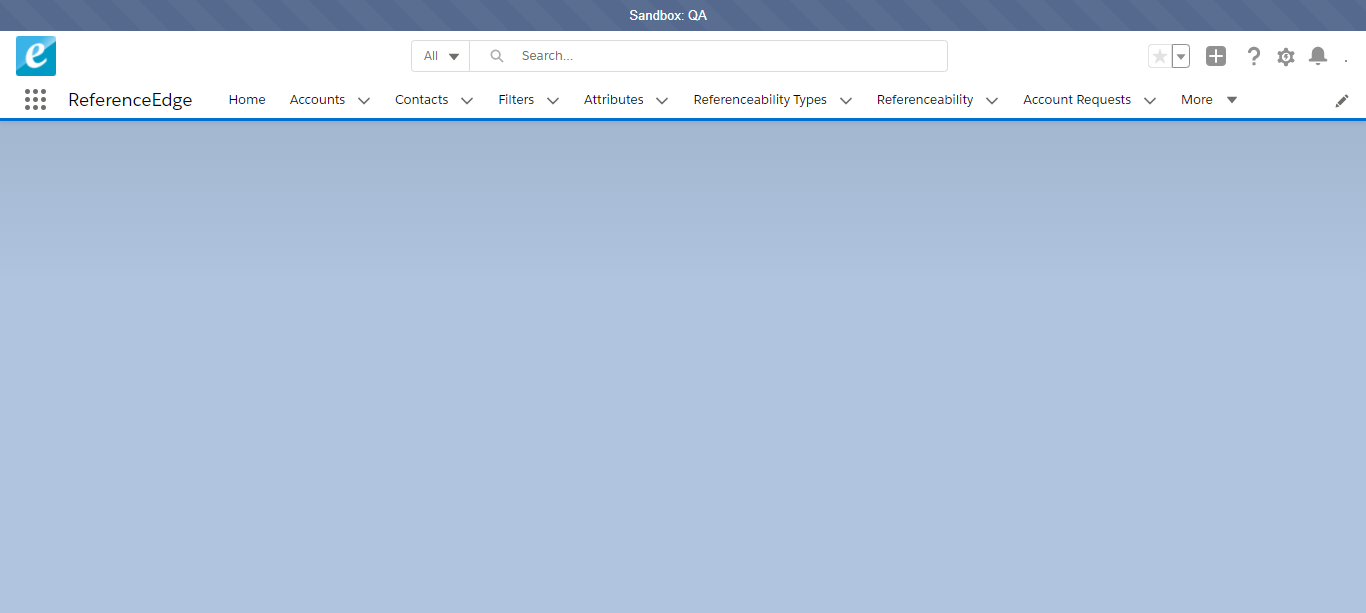 Sandbox: QA
e
All Search...
ReferenceEdge Home Accounts Contacts Filters Attributes Referenceability Types Referenceability Account Requests More